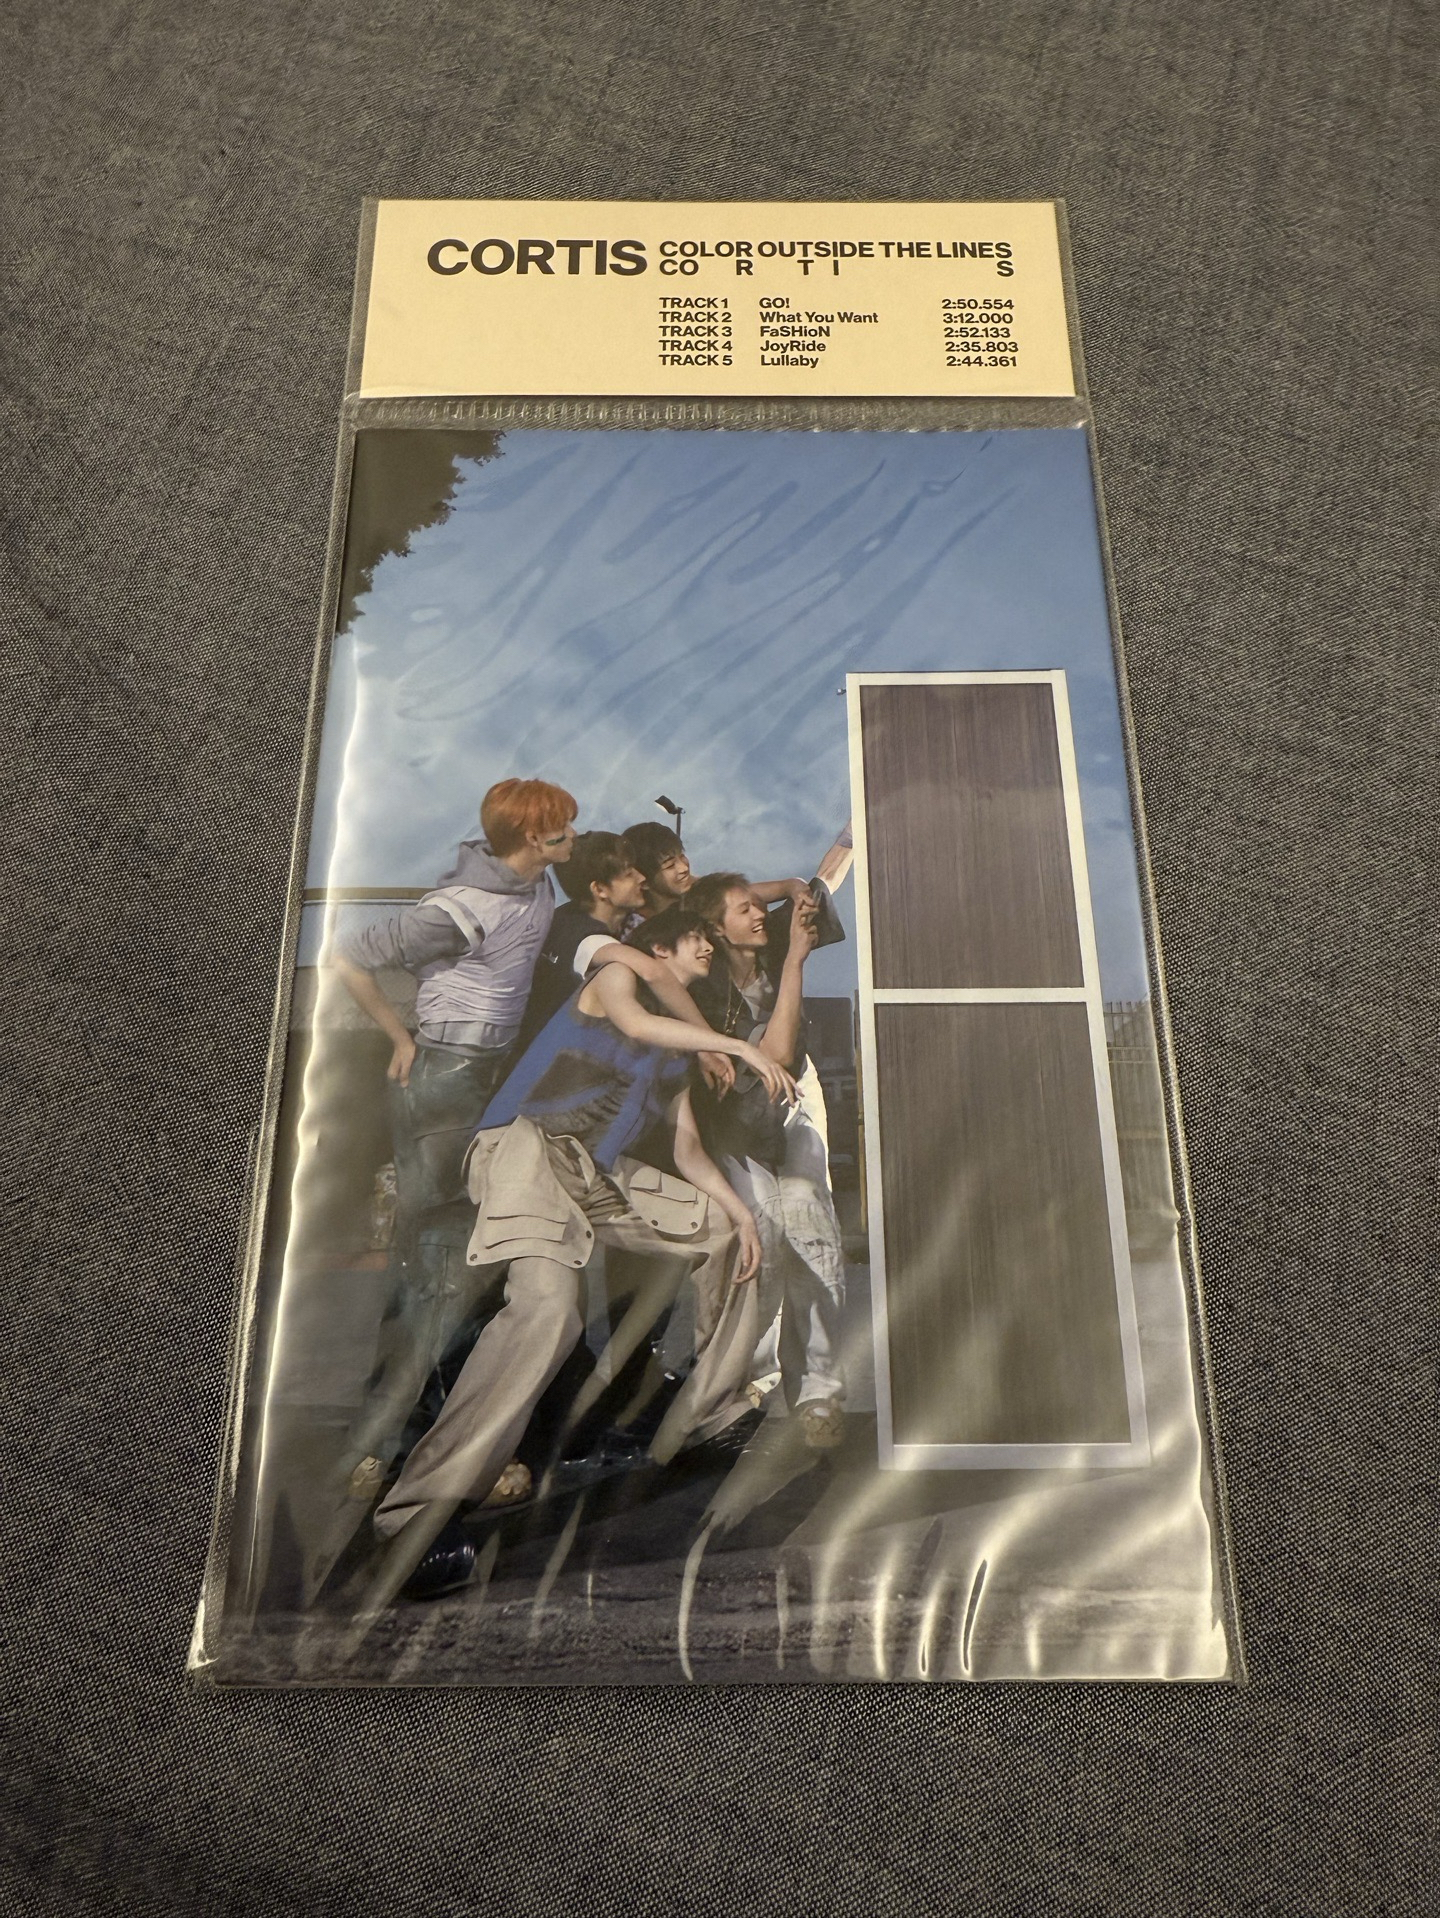 CORTIS COLOR OUTSIDE THE LINES
CO R T I S
TRACK 1 GO! 2:50.554
TRACK 2 What You Want 3:12.000
TRACK 3 FaSHioN 2:52.133
TRACK 4 JoyRide 2:35.803
TRACK 5 Lullaby 2:44.361